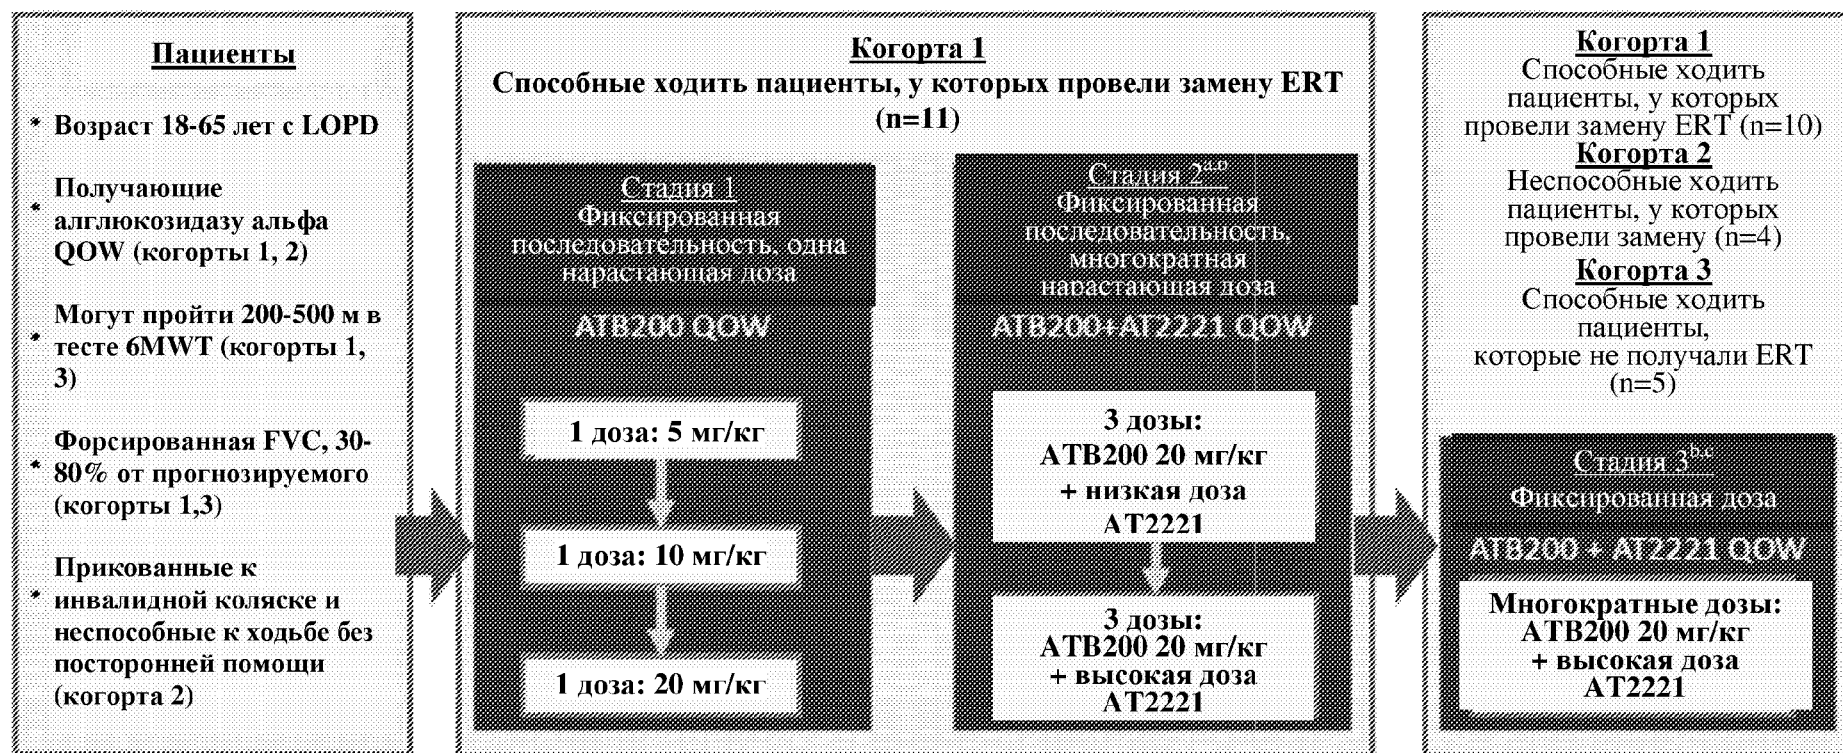 Пациенты
* Возраст 18-65 лет с LOPD
Получающие
* алглюкозидазу альфа
QOW (когорты 1, 2)
Могут пройти 200-500 м в
* тесте 6MWT (когорты 1,
3)
Форсированная FVC, 30-
* 80% от прогнозируемого
(когорты 1,3)
Прикованные к
* инвалидной коляске и
неспособные к ходьбе без
посторонней помощи
(когорта 2)
Когорта 1
Способные ходить пациенты, у которых провели замену ERT
(n=11)
Стадия 1
Фиксированная
последовательность, одна
нарастающая доза
ATB200 QOW
1 доза: 5 мг/кг
1 доза: 10 мг/кг
1 доза: 20 мг/кг
Стадия 2a,b
Фиксированная
последовательность,
многократная
нарастающая доза
ATB200+AT2221 QOW
3 дозы:
ATB200 20 мг/кг
+ низкая доза
AT2221
3 дозы:
ATB200 20 мг/кг
+ высокая доза
AT2221
Когорта 1
Способные ходить
пациенты, у которых
провели замену ERT (n=10)
Когорта 2
Неспособные ходить
пациенты, у которых
провели замену (n=4)
Когорта 3
Способные ходить
пациенты,
которые не получали ERT
(n=5)
Стадия 3b,c
Фиксированная доза
ATB200 + AT2221 QOW
Многократные дозы:
ATB200 20 мг/кг
+ высокая доза
AT2221